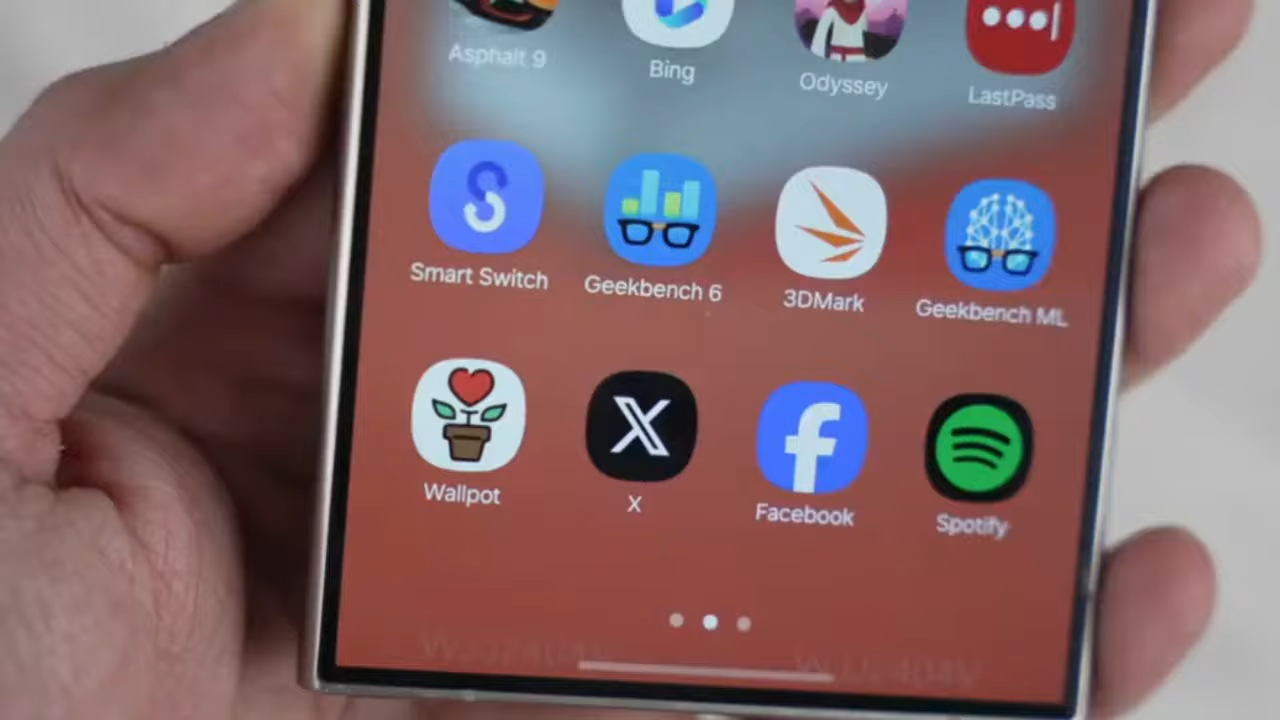 Asphalt 9
Bing
Odyssey
LastPass
Smart Switch
Geekbench 6
3DMark
Geekbench ML
Wallpot
X
Facebook
Spotify